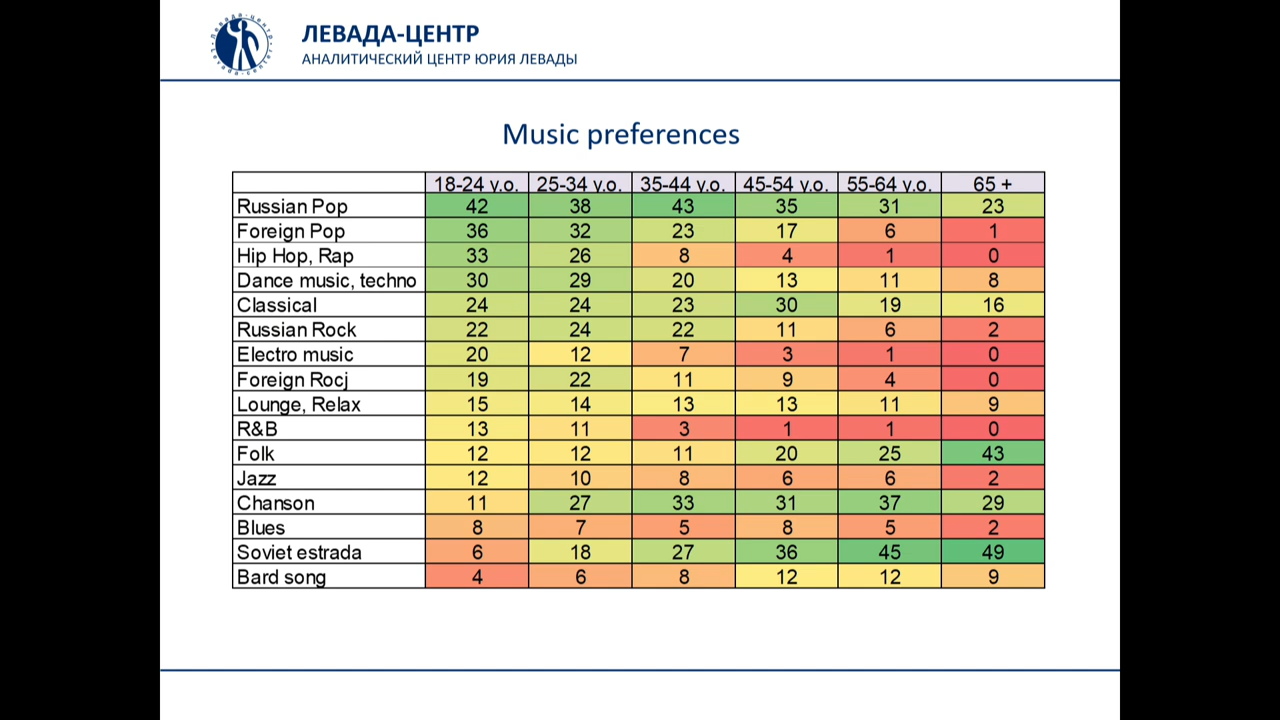 ЛЕВАДА-ЦЕНТР
АНАЛИТИЧЕСКИЙ ЦЕНТР ЮРИЯ ЛЕВАДЫ
Music preferences
18-24 y.o. 25-34 y.o. 35-44 y.o. 45-54 y.o. 55-64 y.o. 65 +
Russian Pop 42 38 43 35 31 23
Foreign Pop 36 32 23 17 6 1
Hip Hop, Rap 33 26 8 4 1 0
Dance music, techno 30 29 20 13 11 8
Classical 24 24 23 30 19 16
Russian Rock 22 24 22 11 6 2
Electro music 20 12 7 3 1 0
Foreign Rocj 19 22 11 9 4 0
Lounge, Relax 15 14 13 13 11 9
R&B 13 11 3 1 1 0
Folk 12 12 11 20 25 43
Jazz 12 10 8 6 6 2
Chanson 11 27 33 31 37 29
Blues 8 7 5 8 5 2
Soviet estrada 6 18 27 36 45 49
Bard song 4 6 8 12 12 9